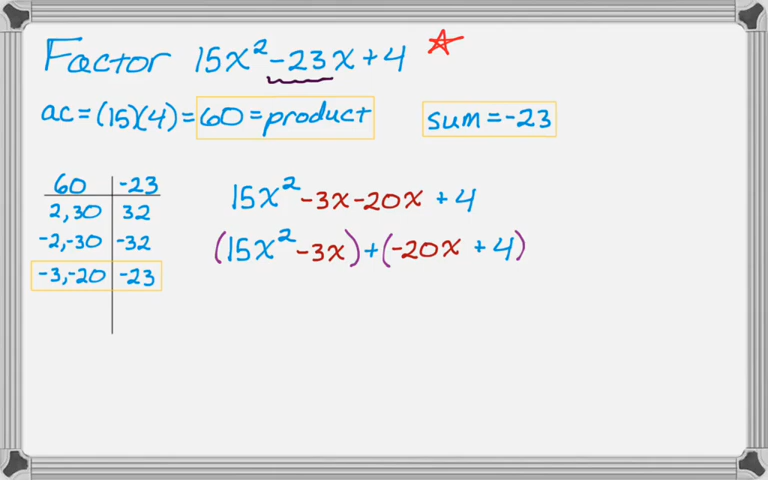 Factor 15x² -23x + 4
ac = (15)(4) = 60 = product sum = -23
60 -23
2,30 32
-2,-30 -32
-3,-20 -23
15x² -3x -20x + 4
(15x² -3x) + (-20x + 4)